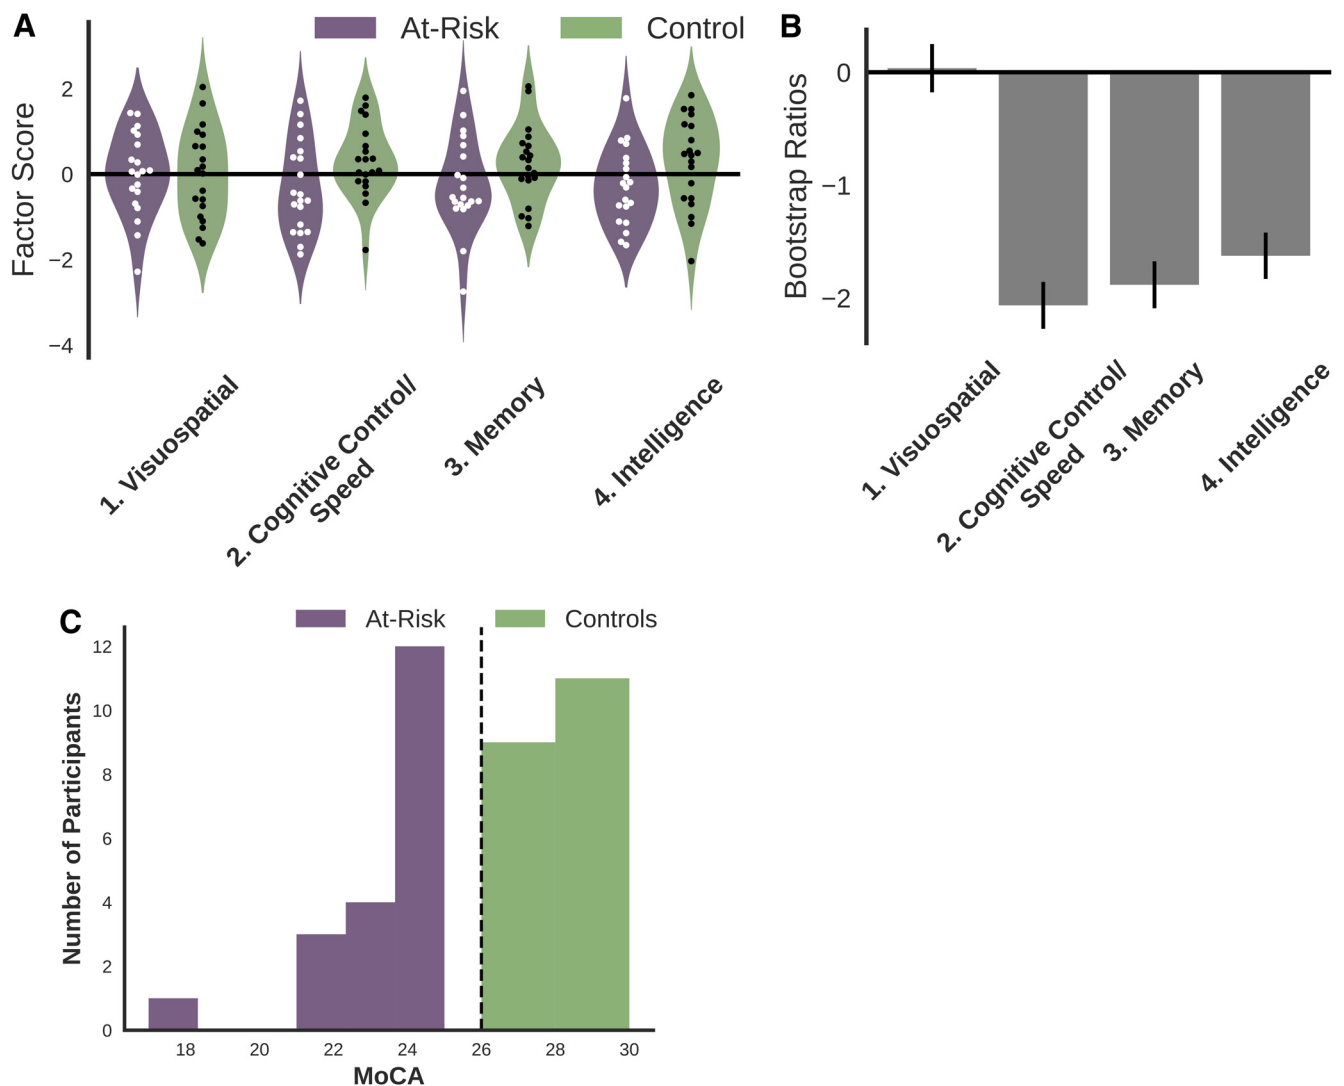 A
At-Risk
Control
Factor Score
2
0
−2
−4
1. Visuospatial
2. Cognitive Control/
Speed
3. Memory
4. Intelligence
B
Bootstrap Ratios
0
−1
−2
1. Visuospatial
2. Cognitive Control/
Speed
3. Memory
4. Intelligence
C
At-Risk
Controls
Number of Participants
12
10
8
6
4
2
0
18 20 22 24 26 28 30
MoCA